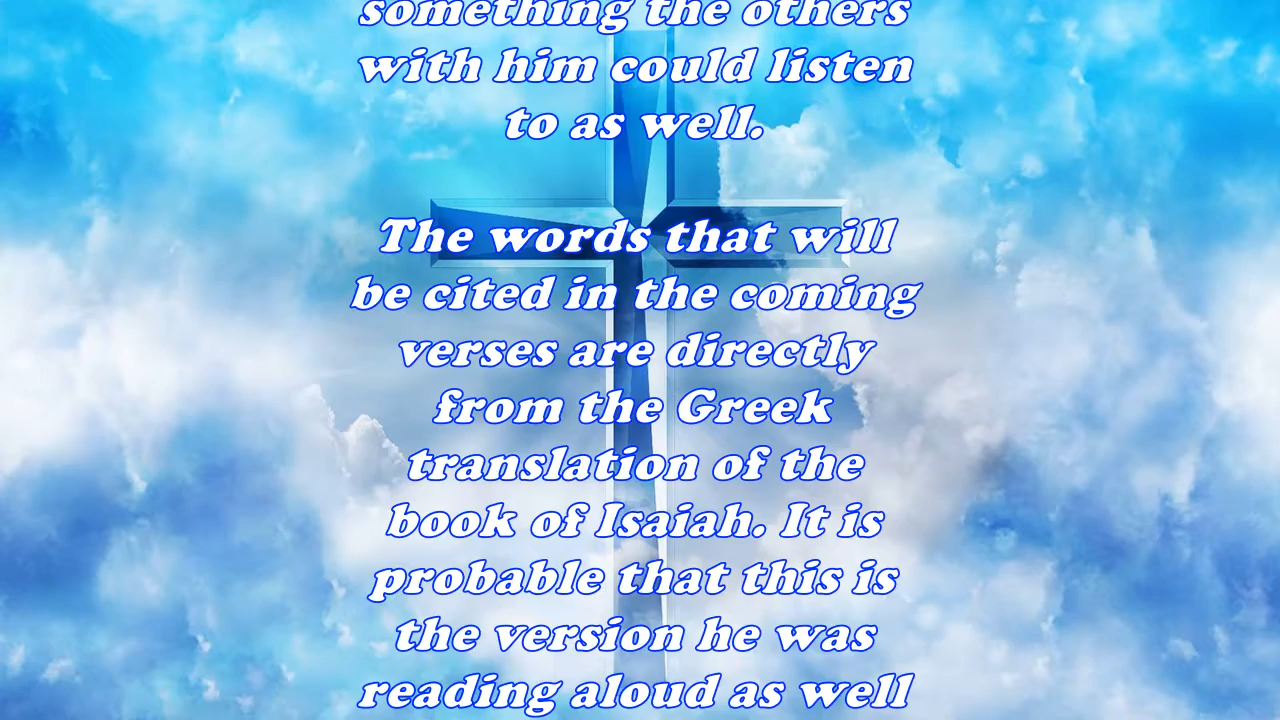 something the others
with him could listen
to as well.
The words that will
be cited in the coming
verses are directly
from the Greek
translation of the
book of Isaiah. It is
probable that this is
the version he was
reading aloud as well